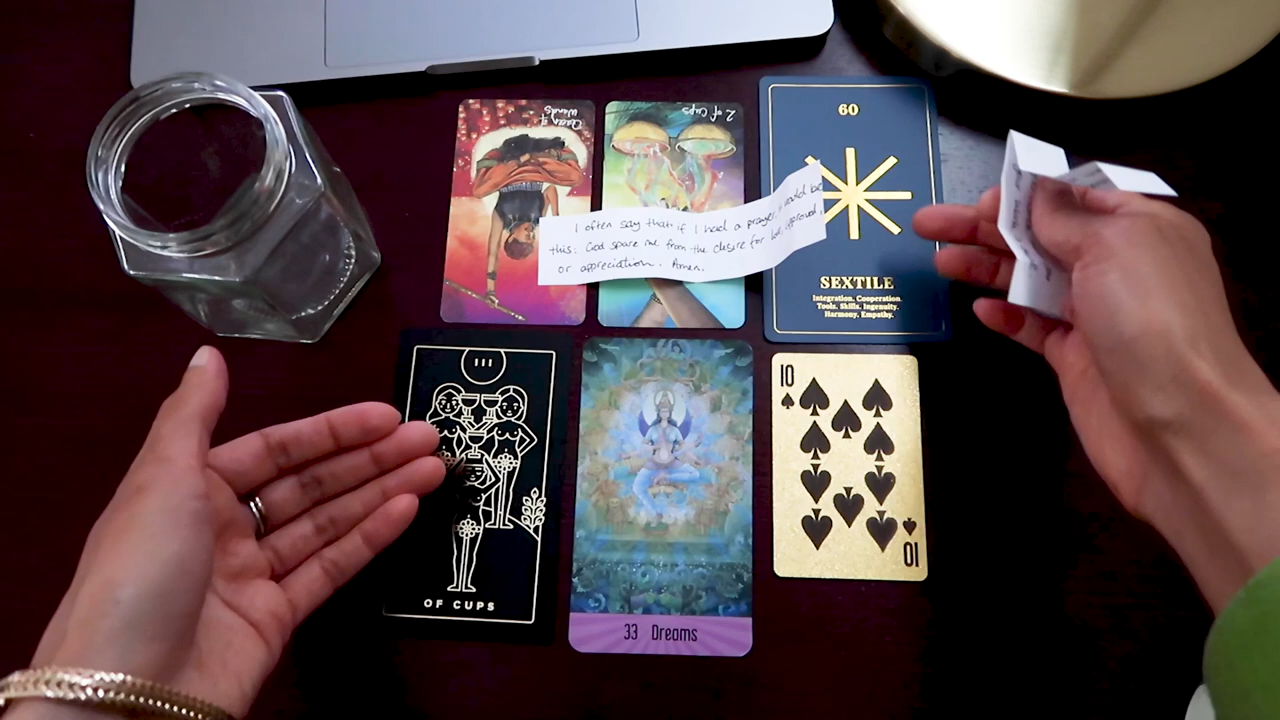 Queen of
Wands
2 of Cups
60
SEXTILE
Integration. Cooperation.
Tools. Skills. Ingenuity.
Harmony. Empathy.
I often say that if I had a prayer, it would be
this: God spare me from the desire for love, approval,
or appreciation. Amen.
III
OF CUPS
33 Dreams
10
10